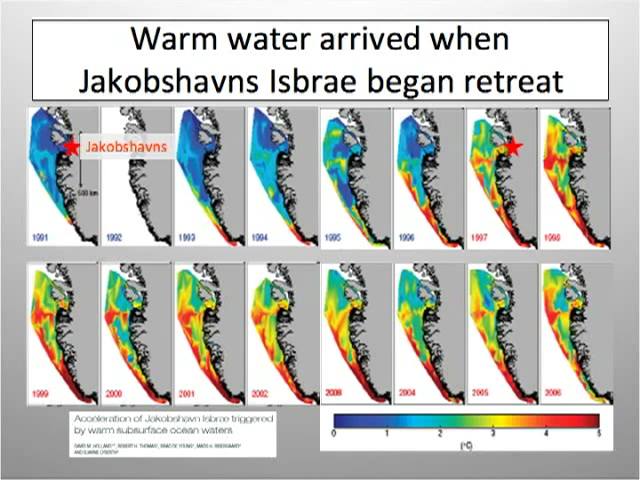 Warm water arrived when
Jakobshavns Isbrae began retreat
Jakobshavns
500 km
1991
1992
1993
1994
1995
1996
1997
1998
1999
2000
2001
2002
2003
2004
2005
2006
Acceleration of Jakobshavn Isbrae triggered
by warm subsurface ocean waters
0 1 2 3 4 5
(°C)